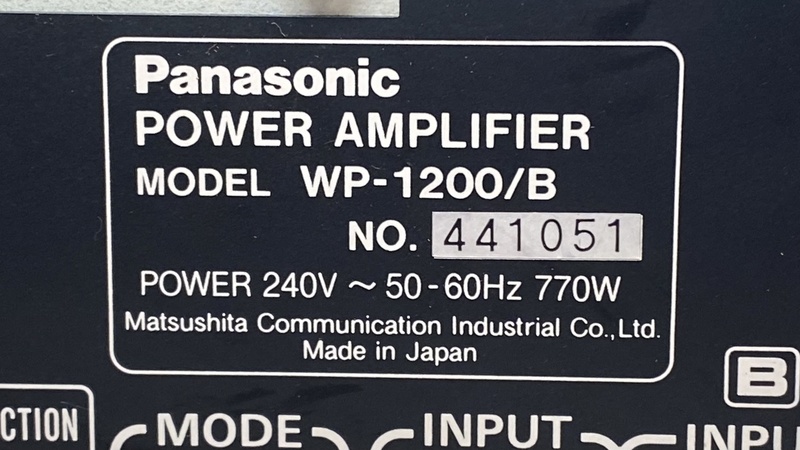 Panasonic
POWER AMPLIFIER
MODEL WP-1200/B
NO. 441051
POWER 240V ~ 50-60Hz 770W
Matsushita Communication Industrial Co.,Ltd.
Made in Japan
B
CTION
MODE
INPUT
INPU